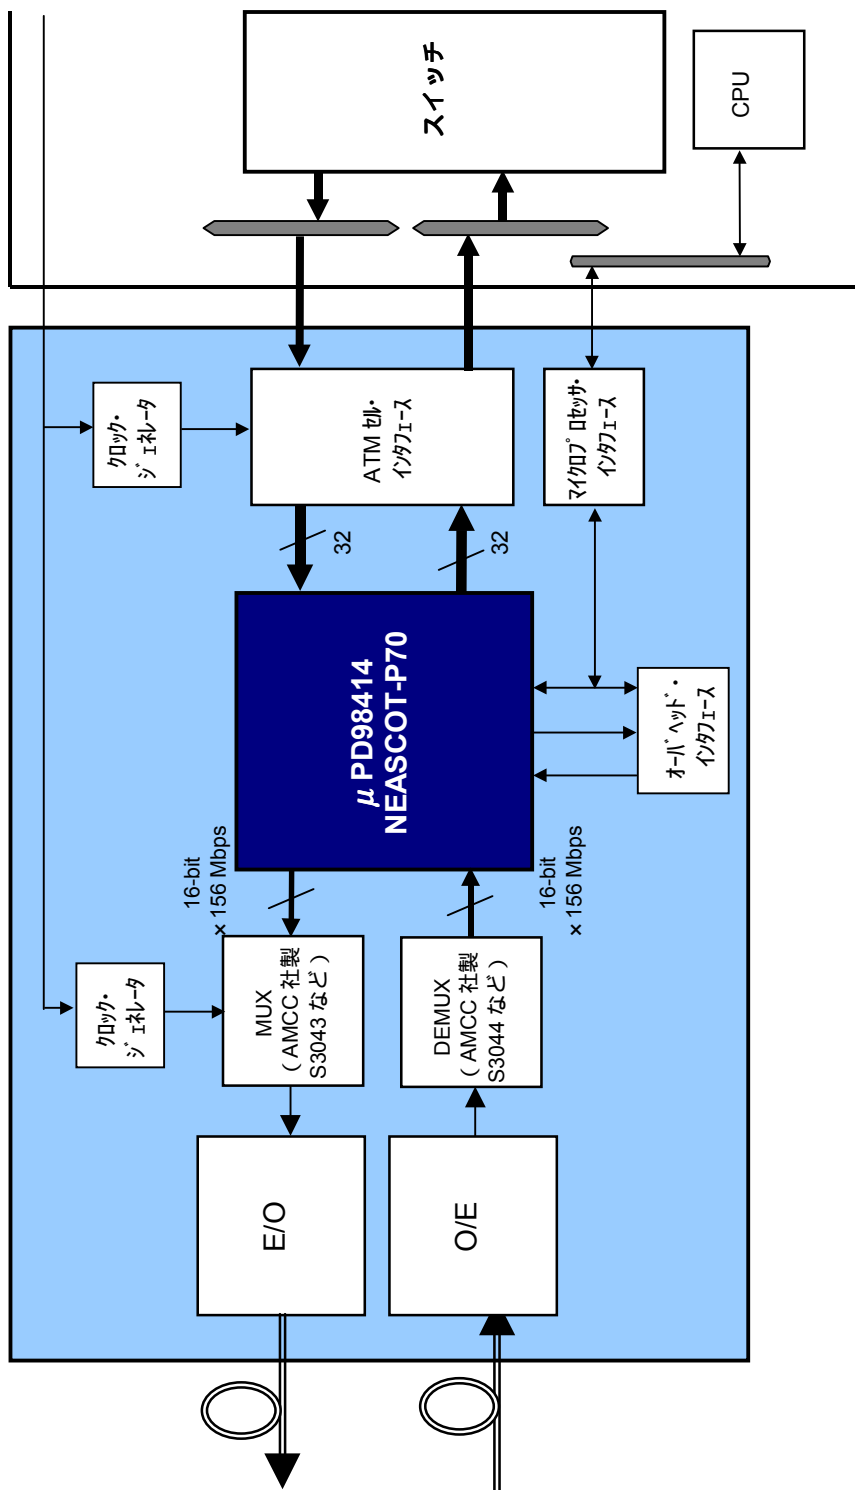 スイッチ
CPU
クロック・
ジェネレータ
ATM セル・
インタフェース
マイクロプロセッサ・
インタフェース
32
32
μPD98414
NEASCOT-P70
オーバヘッド・
インタフェース
16-bit
×156 Mbps
16-bit
×156 Mbps
クロック・
ジェネレータ
MUX
(AMCC 社製
S3043 など)
DEMUX
(AMCC 社製
S3044 など)
E/O
O/E